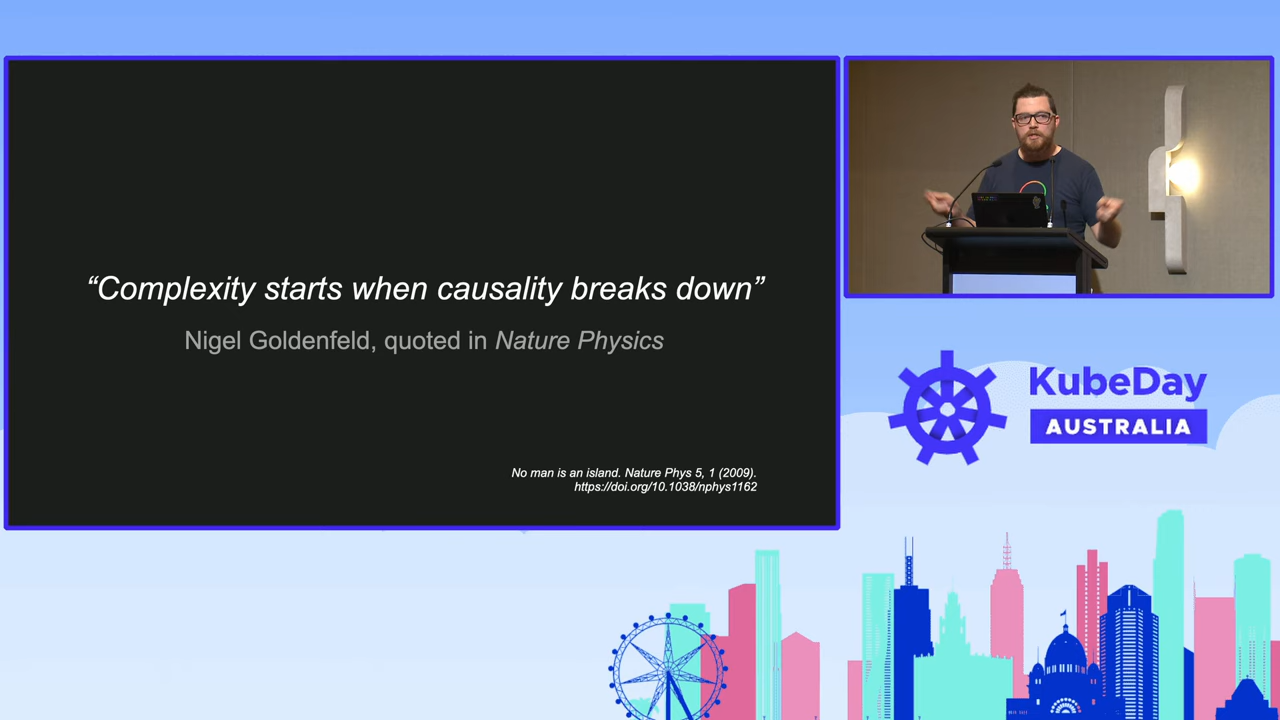 “Complexity starts when causality breaks down”
Nigel Goldenfeld, quoted in Nature Physics
No man is an island. Nature Phys 5, 1 (2009).
https://doi.org/10.1038/nphys1162
KubeDay
AUSTRALIA